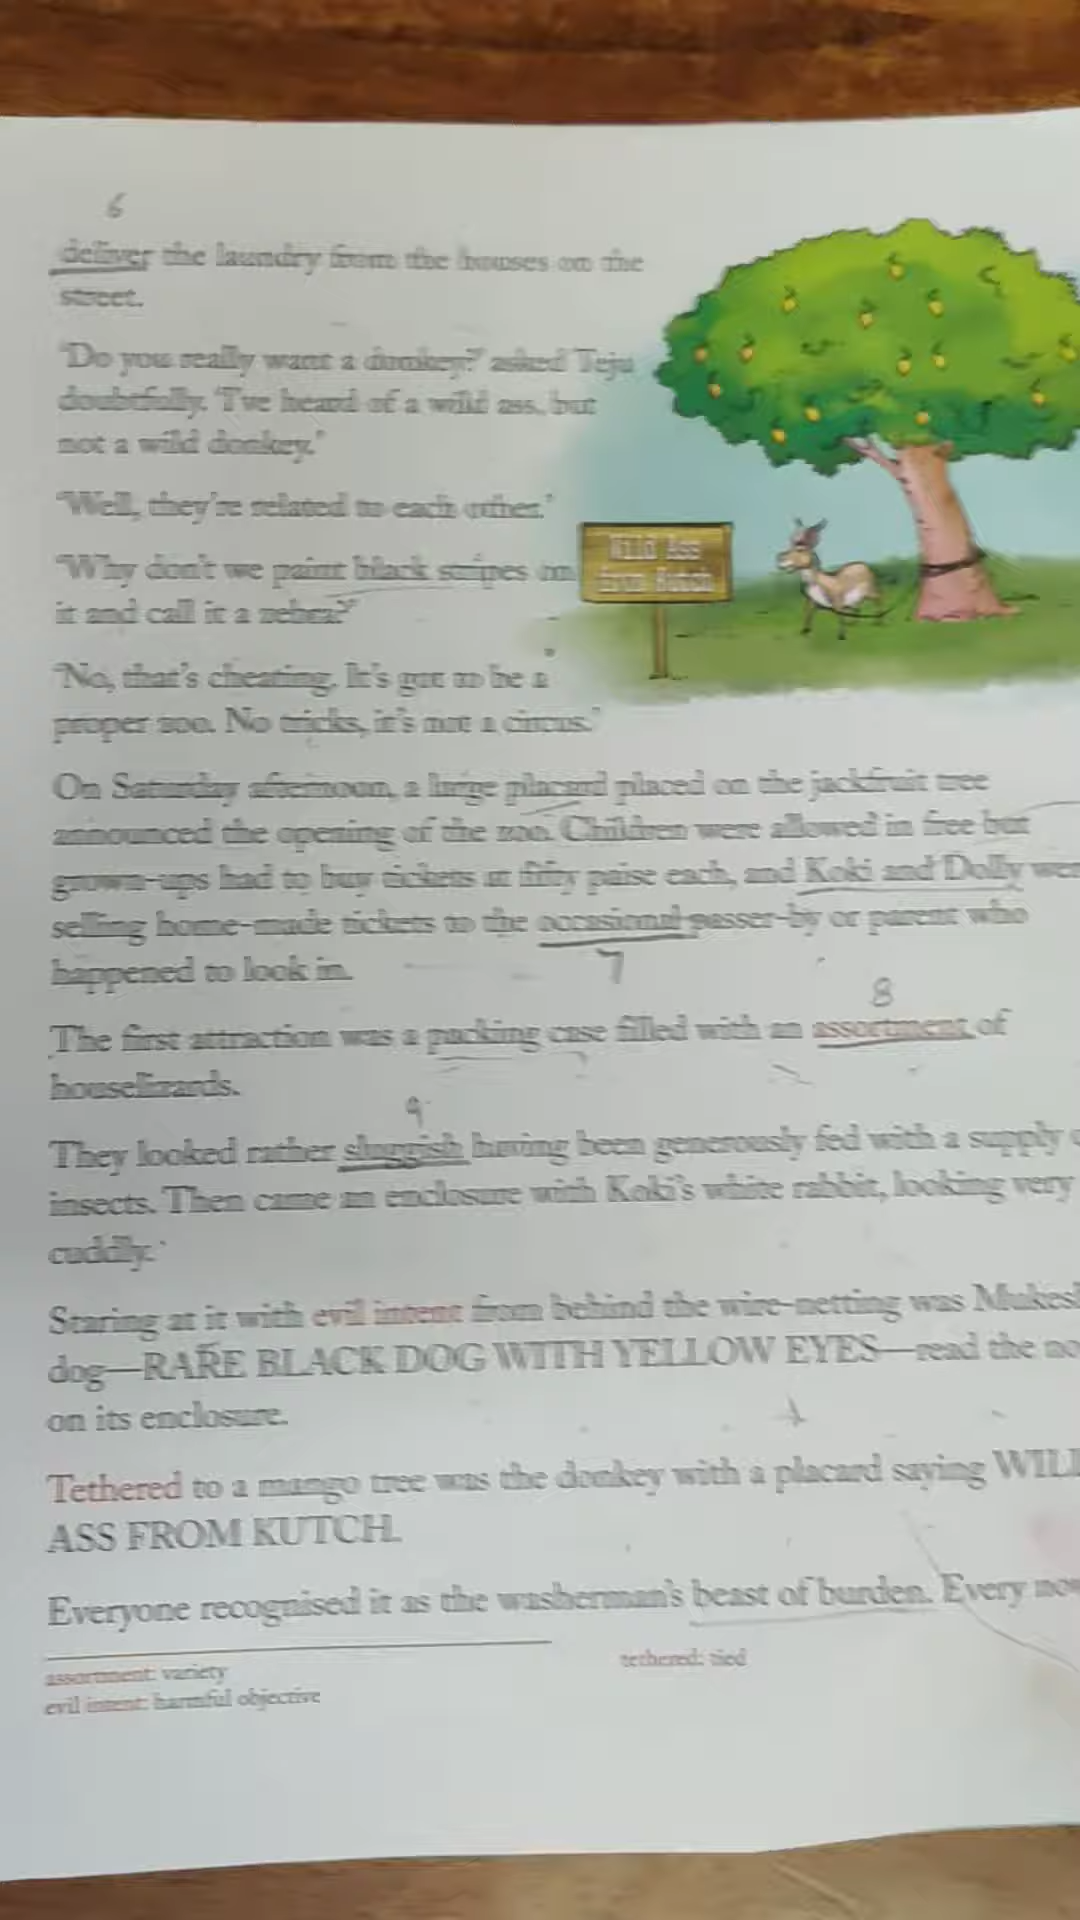 6
deliver the laundry from the houses on the
street.
'Do you really want a donkey?' asked Teju
doubtfully. 'I've heard of a wild ass, but
not a wild donkey.'
'Well, they're related to each other.'
'Why don't we paint black stripes on
it and call it a zebra?'
'No, that's cheating. It's got to be a
proper zoo. No tricks, it's not a circus.'
Wild Ass
from Kutch
On Saturday afternoon, a large placard placed on the jackfruit tree
announced the opening of the zoo. Children were allowed in free but
grown-ups had to buy tickets at fifty paise each, and Koki and Dolly
selling home-made tickets to the occasional passer-by or parent who
7
happened to look in.
8
The first attraction was a packing case filled with an assortment of
houselizards.
9
They looked rather sluggish having been generously fed with a supply
insects. Then came an enclosure with Koki's white rabbit, looking very
cuddly.
Staring at it with evil intent from behind the wire-netting was
dog—RARE BLACK DOG WITH YELLOW EYES—read the
on its enclosure.
Tethered to a mango tree was the donkey with a placard saying
ASS FROM KUTCH.
Everyone recognised it as the washerman's beast of burden. Every
assortment: variety
evil intent: harmful objective
tethered: tied